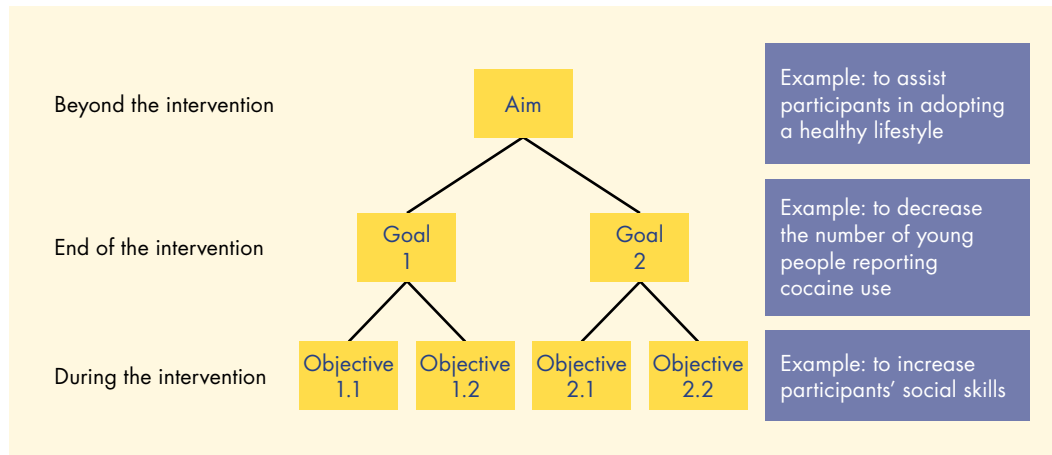 Beyond the intervention
Aim
Example: to assist
participants in adopting
a healthy lifestyle
End of the intervention
Goal
1
Goal
2
Example: to decrease
the number of young
people reporting
cocaine use
During the intervention
Objective
1.1
Objective
1.2
Objective
2.1
Objective
2.2
Example: to increase
participants’ social skills